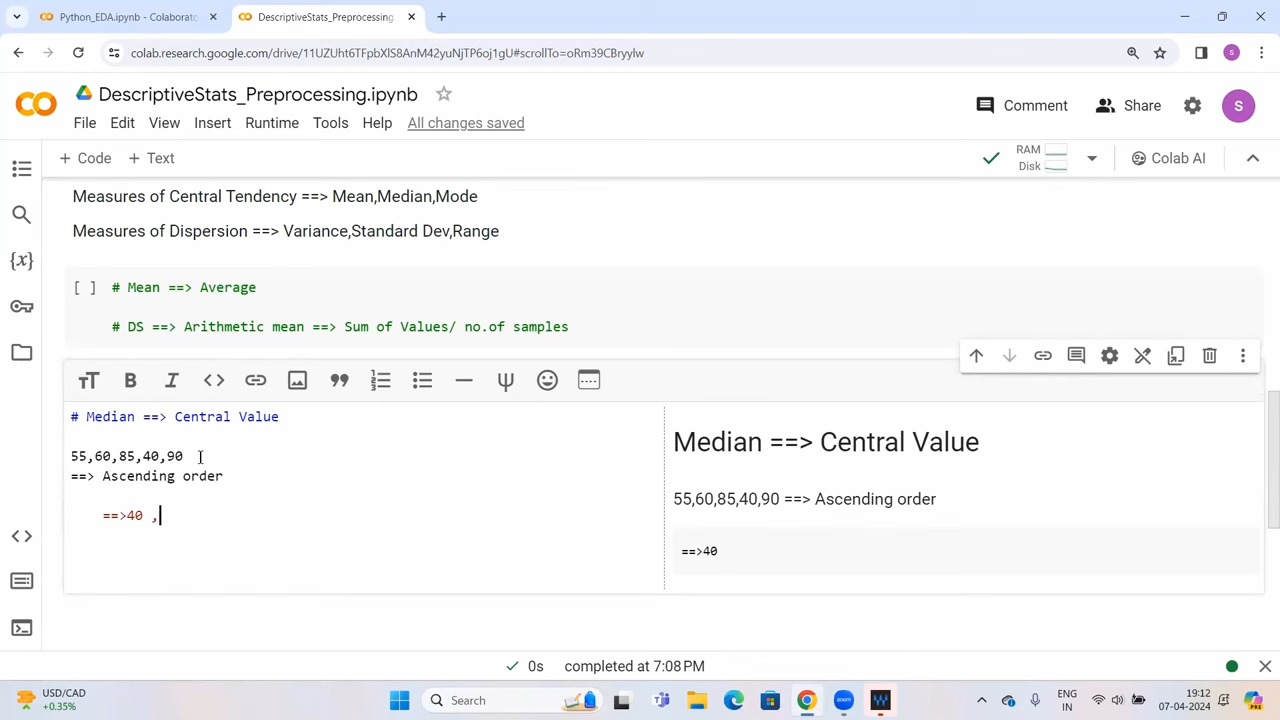 Python_EDA.ipynb - Colaborato
DescriptiveStats_Preprocessing
colab.research.google.com/drive/11UZUht6TFpbXlS8AnM42yuNjTP6oj1gU#scrollTo=oRm39CBryylw
S
DescriptiveStats_Preprocessing.ipynb
Comment
Share
S
File Edit View Insert Runtime Tools Help All changes saved
+ Code + Text
RAM
Disk
Colab AI
Measures of Central Tendency ==> Mean,Median,Mode
Measures of Dispersion ==> Variance,Standard Dev,Range
[ ] # Mean ==> Average
# DS ==> Arithmetic mean ==> Sum of Values/ no.of samples
# Median ==> Central Value
55,60,85,40,90
==> Ascending order
==>40 ,
Median ==> Central Value
55,60,85,40,90 ==> Ascending order
==>40
0s completed at 7:08 PM
USD/CAD
+0.35%
Search
ENG
IN
19:12
07-04-2024